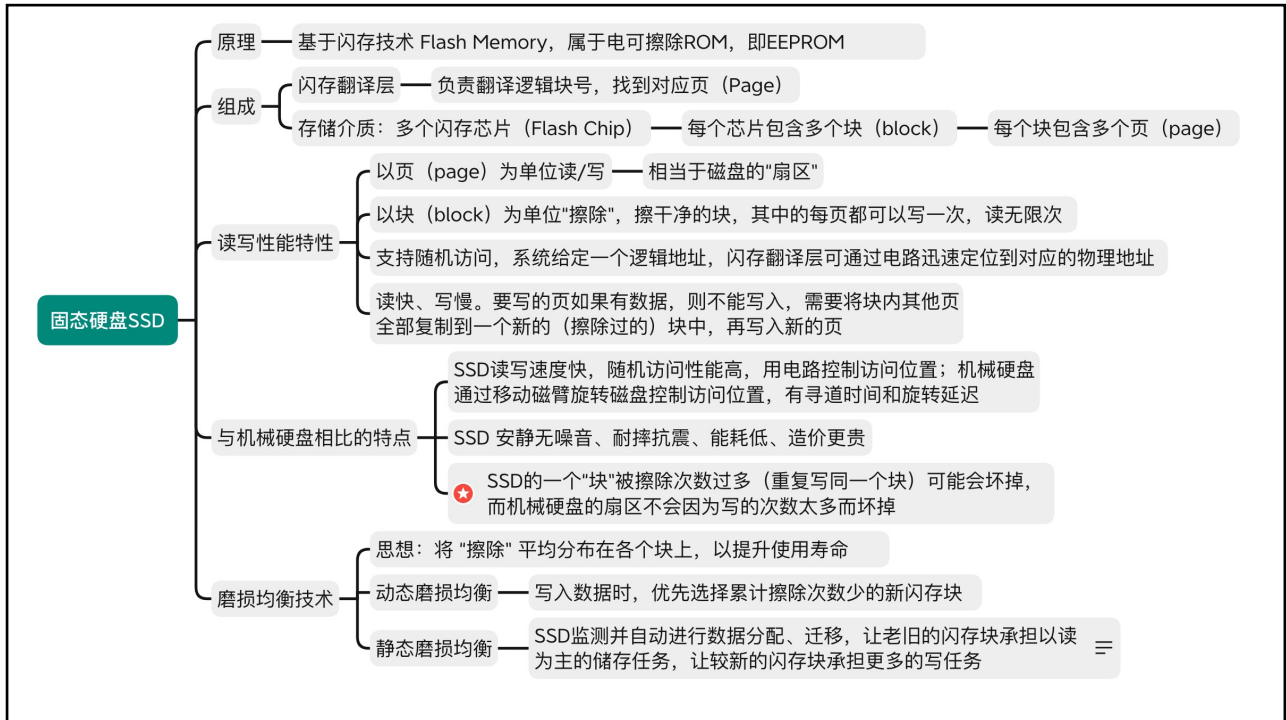 原理
基于闪存技术 Flash Memory，属于电可擦除ROM，即EEPROM
组成
闪存翻译层
负责翻译逻辑块号，找到对应页（Page）
存储介质：多个闪存芯片（Flash Chip）
每个芯片包含多个块（block）
每个块包含多个页（page）
固态硬盘SSD
读写性能特性
以页（page）为单位读/写
相当于磁盘的"扇区"
以块（block）为单位"擦除"，擦干净的块，其中的每页都可以写一次，读无限次
支持随机访问，系统给定一个逻辑地址，闪存翻译层可通过电路迅速定位到对应的物理地址
读快、写慢。要写的页如果有数据，则不能写入，需要将块内其他页
全部复制到一个新的（擦除过的）块中，再写入新的页
与机械硬盘相比的特点
SSD读写速度快，随机访问性能高，用电路控制访问位置；机械硬盘
通过移动磁臂旋转磁盘控制访问位置，有寻道时间和旋转延迟
SSD 安静无噪音、耐摔抗震、能耗低、造价更贵
SSD的一个"块"被擦除次数过多（重复写同一个块）可能会坏掉，
而机械硬盘的扇区不会因为写的次数太多而坏掉
磨损均衡技术
思想：将 "擦除" 平均分布在各个块上，以提升使用寿命
动态磨损均衡
写入数据时，优先选择累计擦除次数少的新闪存块
静态磨损均衡
SSD监测并自动进行数据分配、迁移，让老旧的闪存块承担以读
为主的储存任务，让较新的闪存块承担更多的写任务